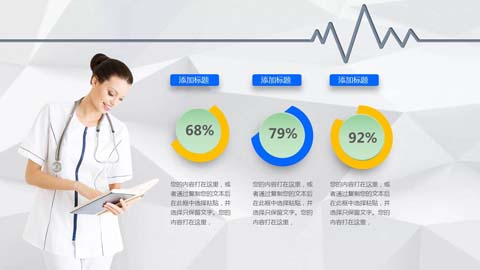 添加标题
添加标题
添加标题
68%
79%
92%
您的内容打在这里，或
者通过复制您的文本后
在此框中选择粘贴，并
选择只保留文字。您的
内容打在这里，
您的内容打在这里，或
者通过复制您的文本后
在此框中选择粘贴，并
选择只保留文字。您的
内容打在这里，
您的内容打在这里，或
者通过复制您的文本后
在此框中选择粘贴，并
选择只保留文字。您的
内容打在这里，